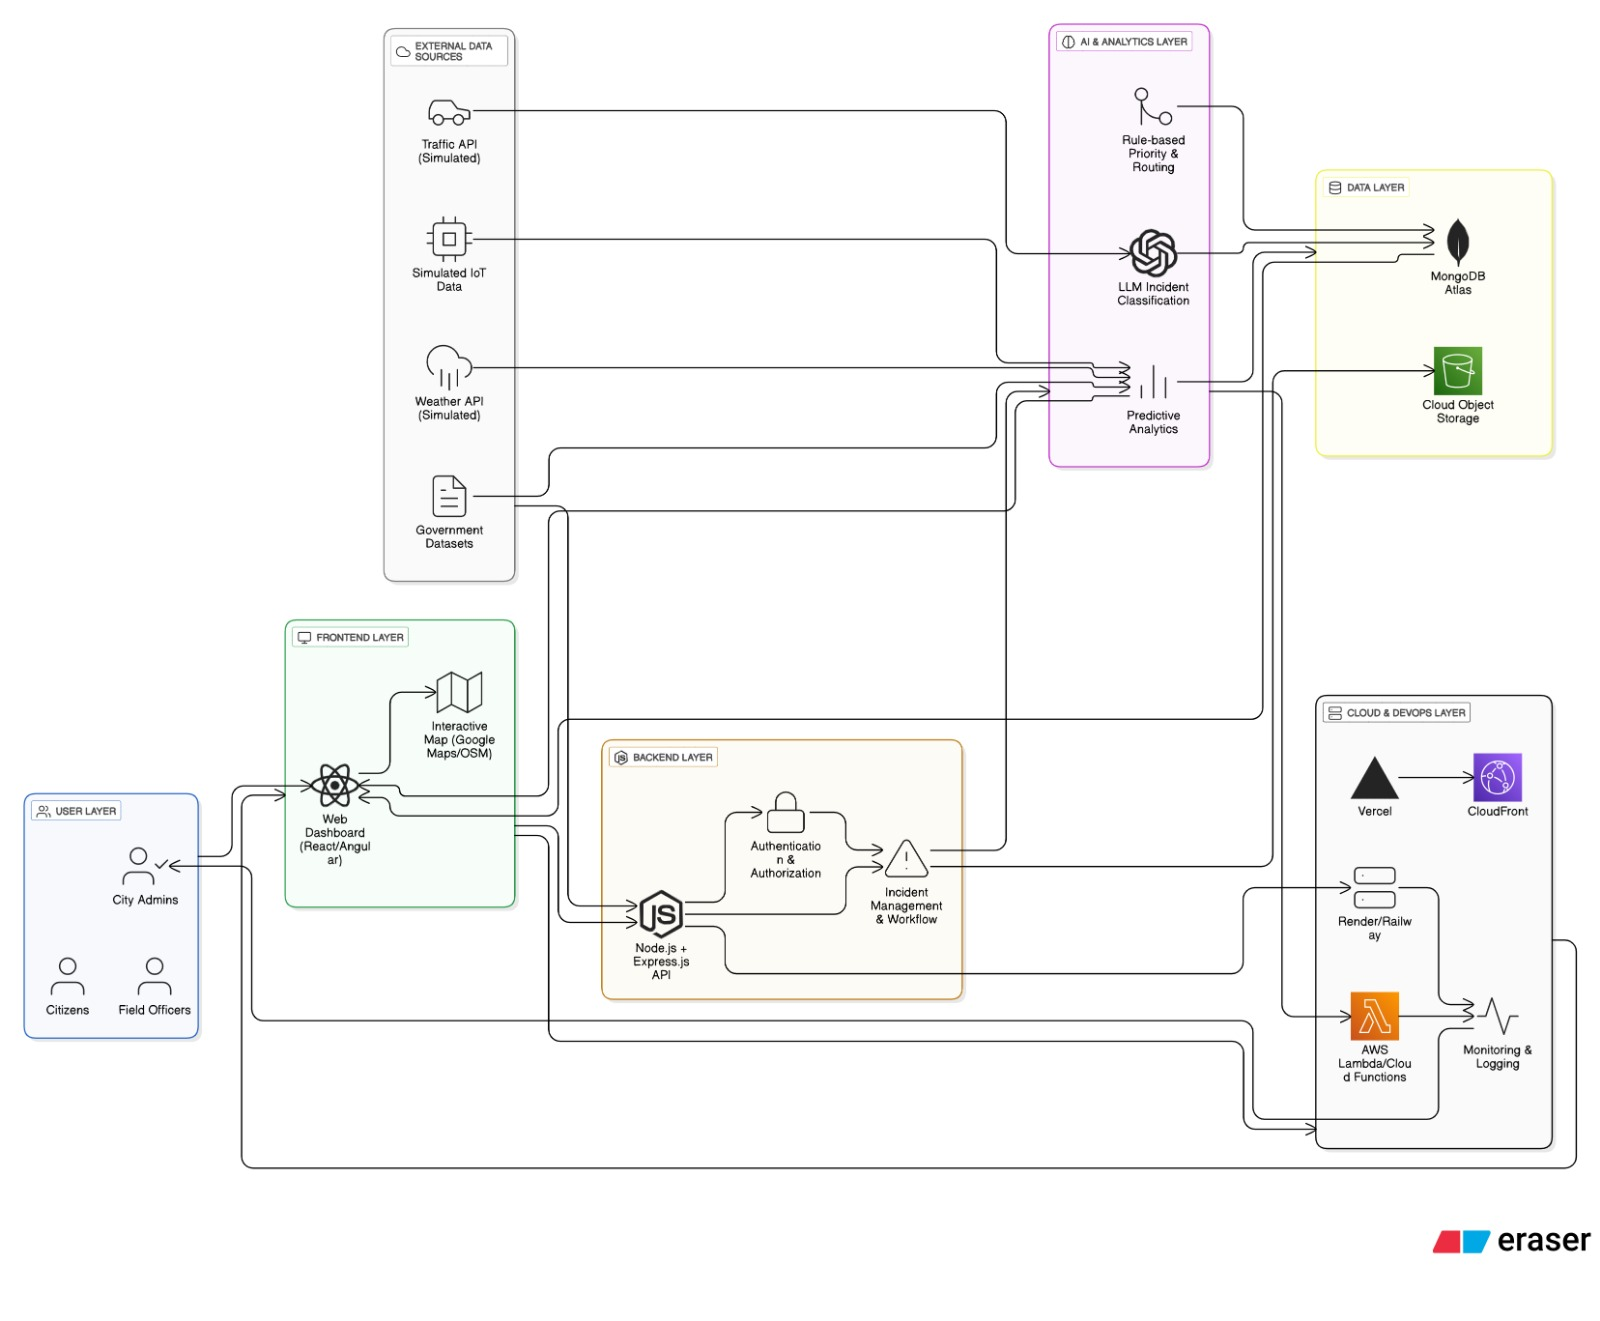 EXTERNAL DATA
SOURCES
Traffic API
(Simulated)
Simulated IoT
Data
Weather API
(Simulated)
Government
Datasets
AI & ANALYTICS LAYER
Rule-based
Priority &
Routing
LLM Incident
Classification
Predictive
Analytics
DATA LAYER
MongoDB
Atlas
Cloud Object
Storage
FRONTEND LAYER
Interactive
Map (Google
Maps/OSM)
Web
Dashboard
(React/Angul
ar)
USER LAYER
City Admins
Citizens
Field Officers
JS
BACKEND LAYER
Authenticatio
n &
Authorization
Incident
Management
& Workflow
JS
Node.js +
Express.js
API
CLOUD & DEVOPS LAYER
Vercel
CloudFront
Render/Railw
ay
AWS
Lambda/Clou
d Functions
Monitoring &
Logging
eraser